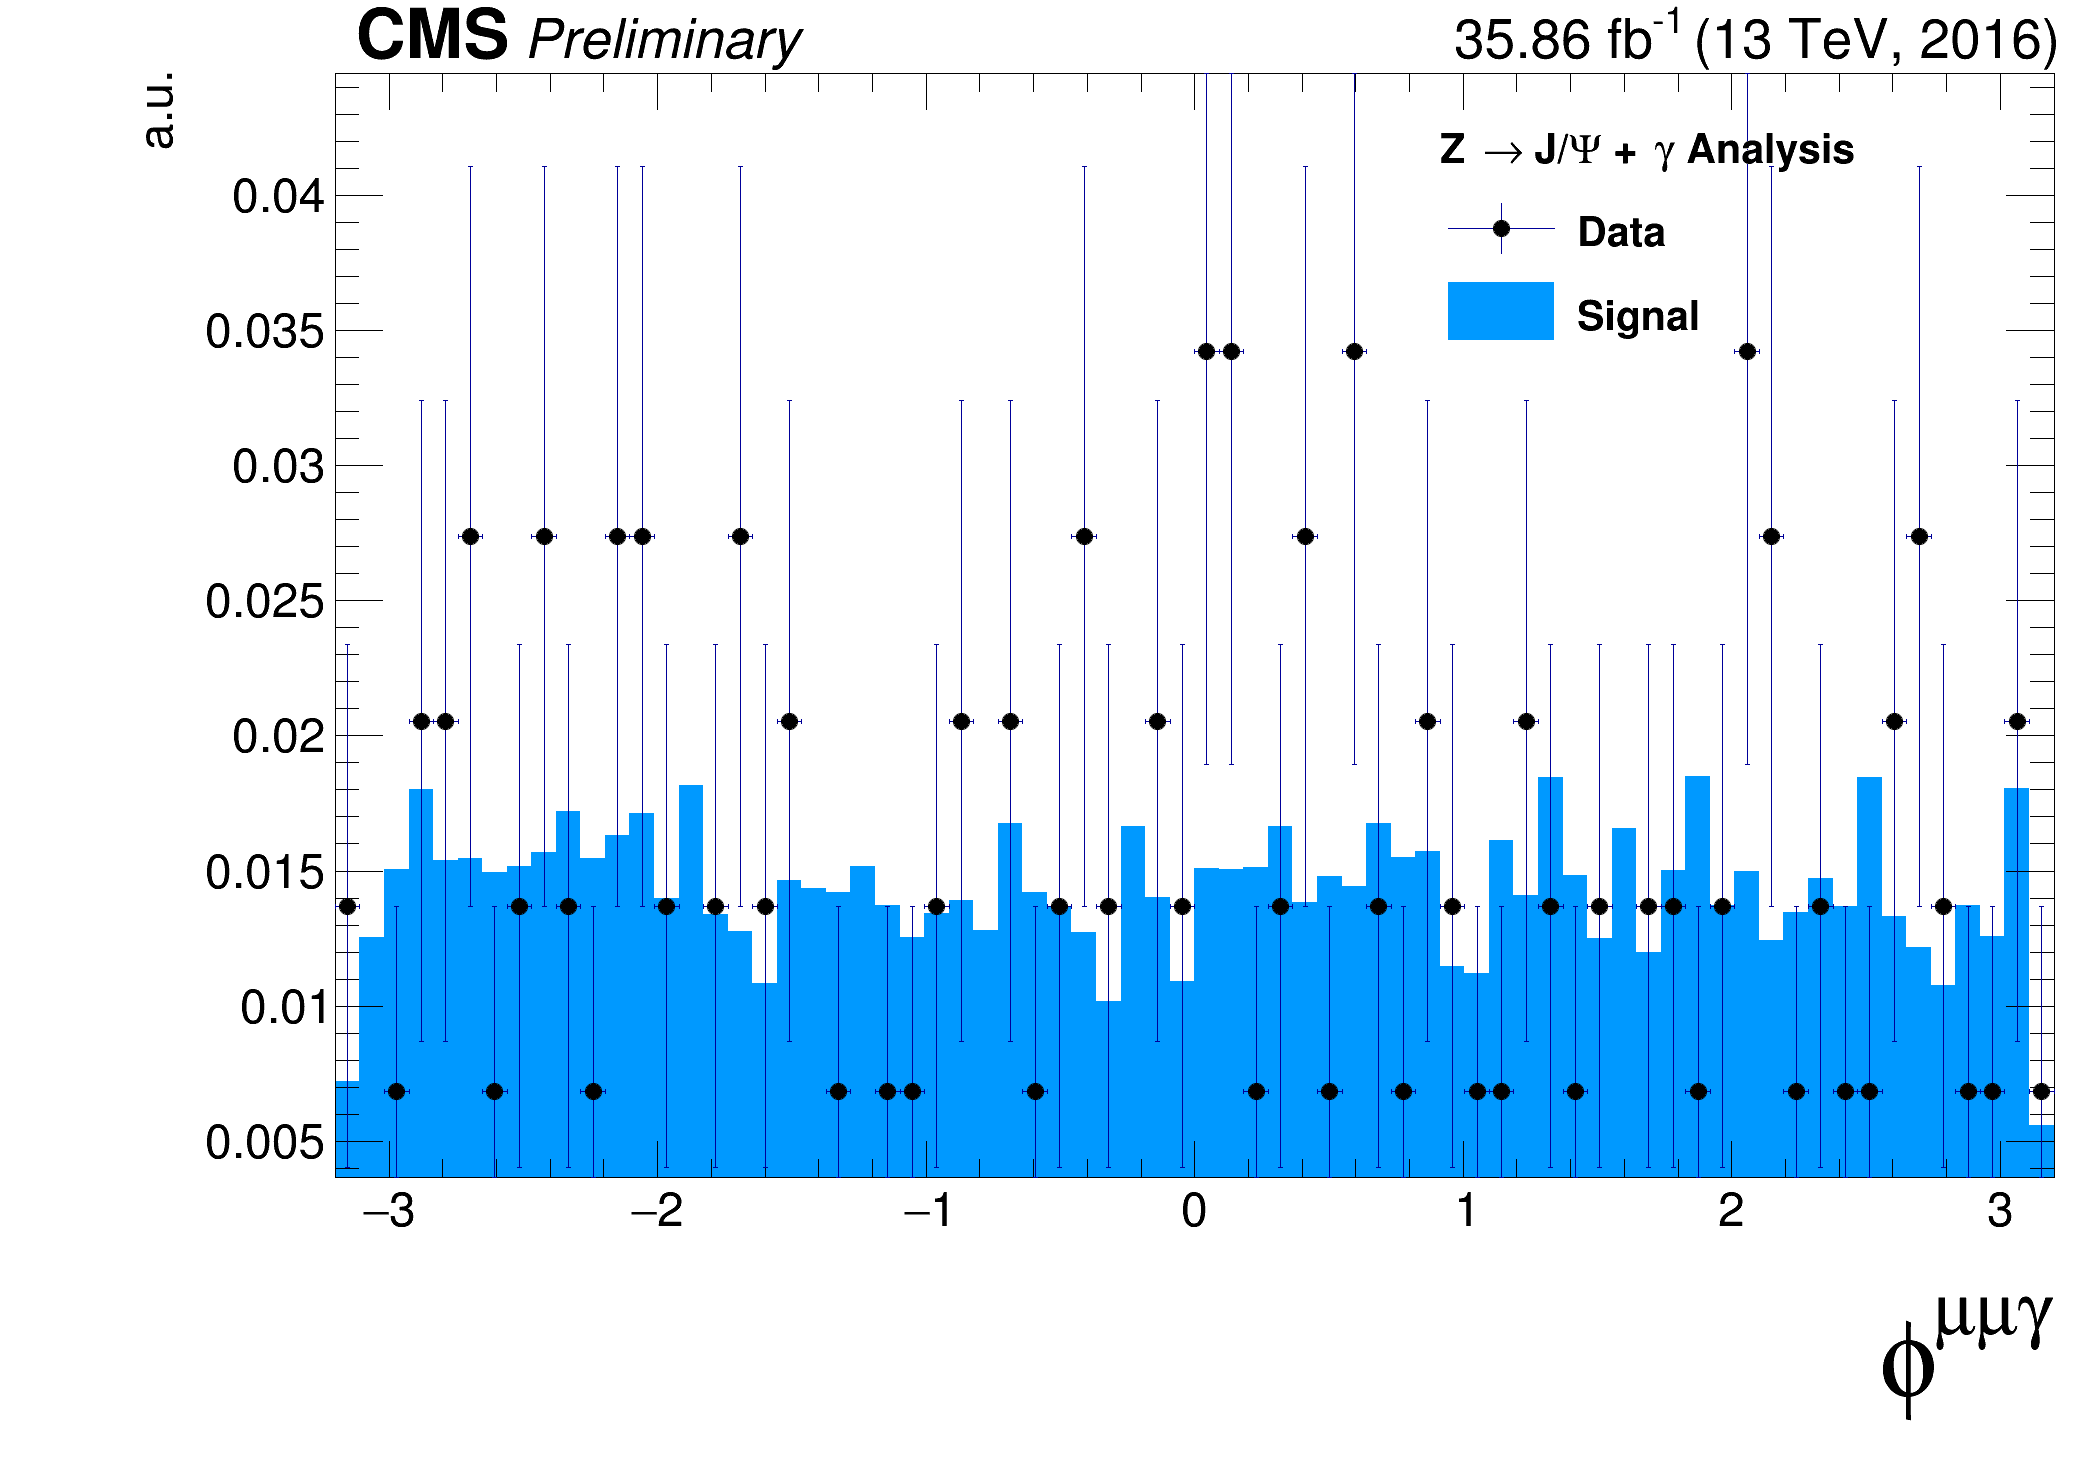 CMS Preliminary 35.86 fb⁻¹ (13 TeV, 2016)
a.u.
Z → J/Ψ + γ Analysis
Data
Signal
0.04
0.035
0.03
0.025
0.02
0.015
0.01
0.005
−3 −2 −1 0 1 2 3
ϕ^μμγ